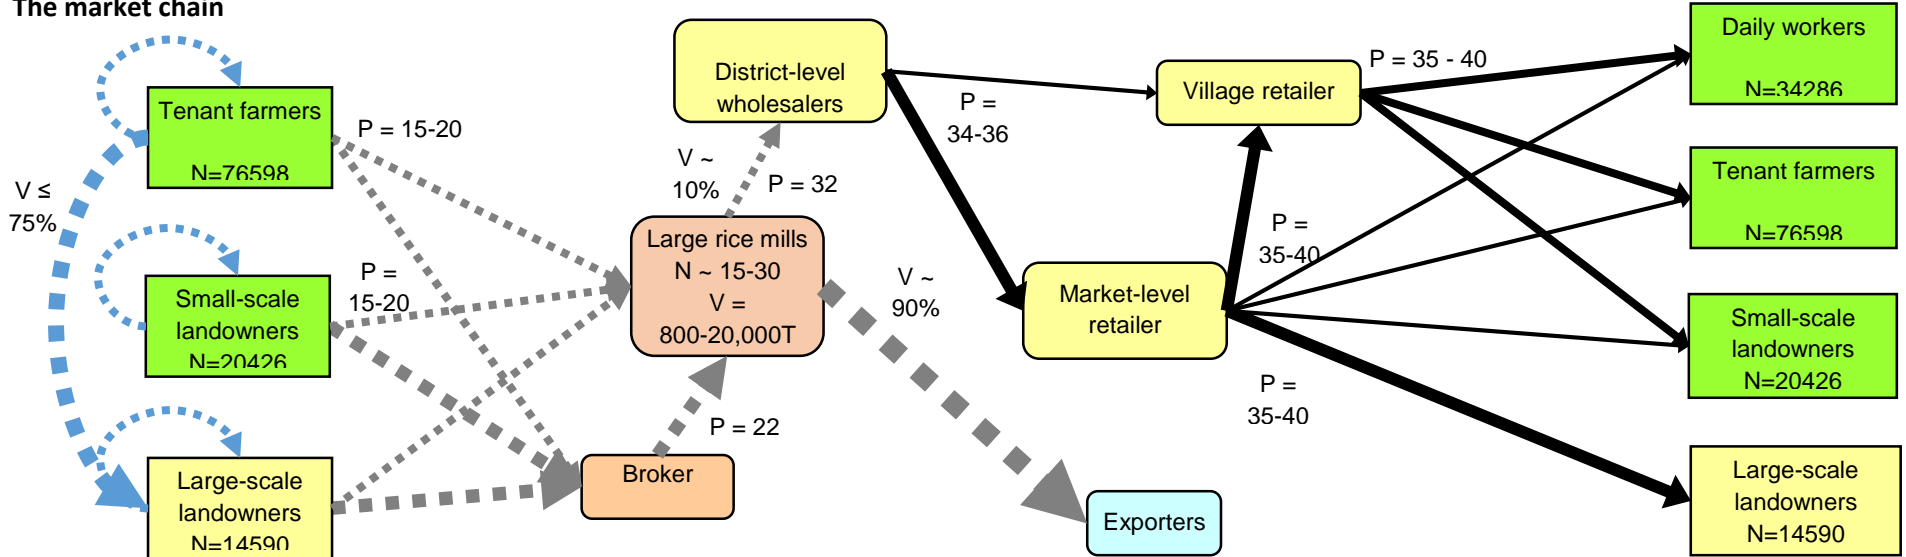 The market chain
Tenant farmers
N=76598
P = 15-20
V ≤
75%
Small-scale
landowners
N=20426
P =
15-20
Large-scale
landowners
N=14590
District-level
wholesalers
V ~
10%
P = 32
Large rice mills
N ~ 15-30
V =
800-20,000T
P = 22
Broker
V ~
90%
Exporters
P =
34-36
Village retailer
P = 35 - 40
Market-level
retailer
P =
35-40
P =
35-40
Daily workers
N=34286
Tenant farmers
N=76598
Small-scale
landowners
N=20426
Large-scale
landowners
N=14590